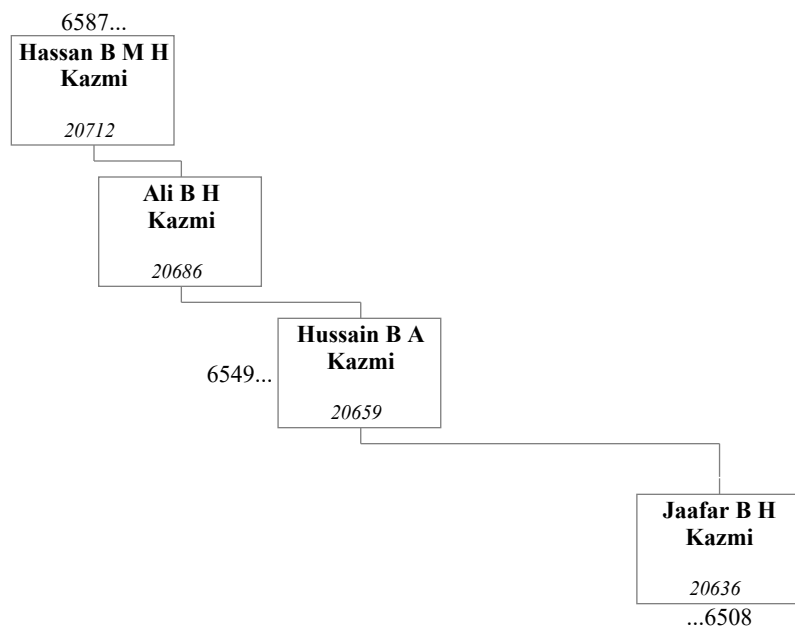 6587...
Hassan B M H
Kazmi
20712
Ali B H
Kazmi
20686
Hussain B A
Kazmi
6549...
20659
Jaafar B H
Kazmi
20636
...6508